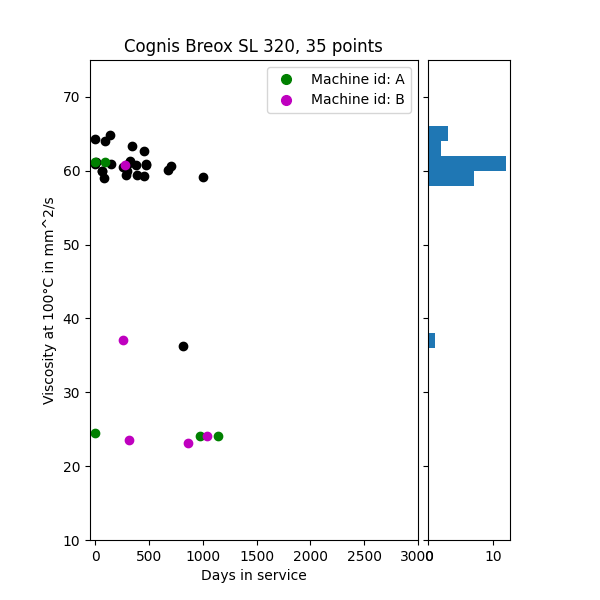 Cognis Breox SL 320, 35 points
Machine id: A
Machine id: B
Viscosity at 100°C in mm^2/s
70
60
50
40
30
20
10
0 500 1000 1500 2000 2500 3000
0 10
Days in service